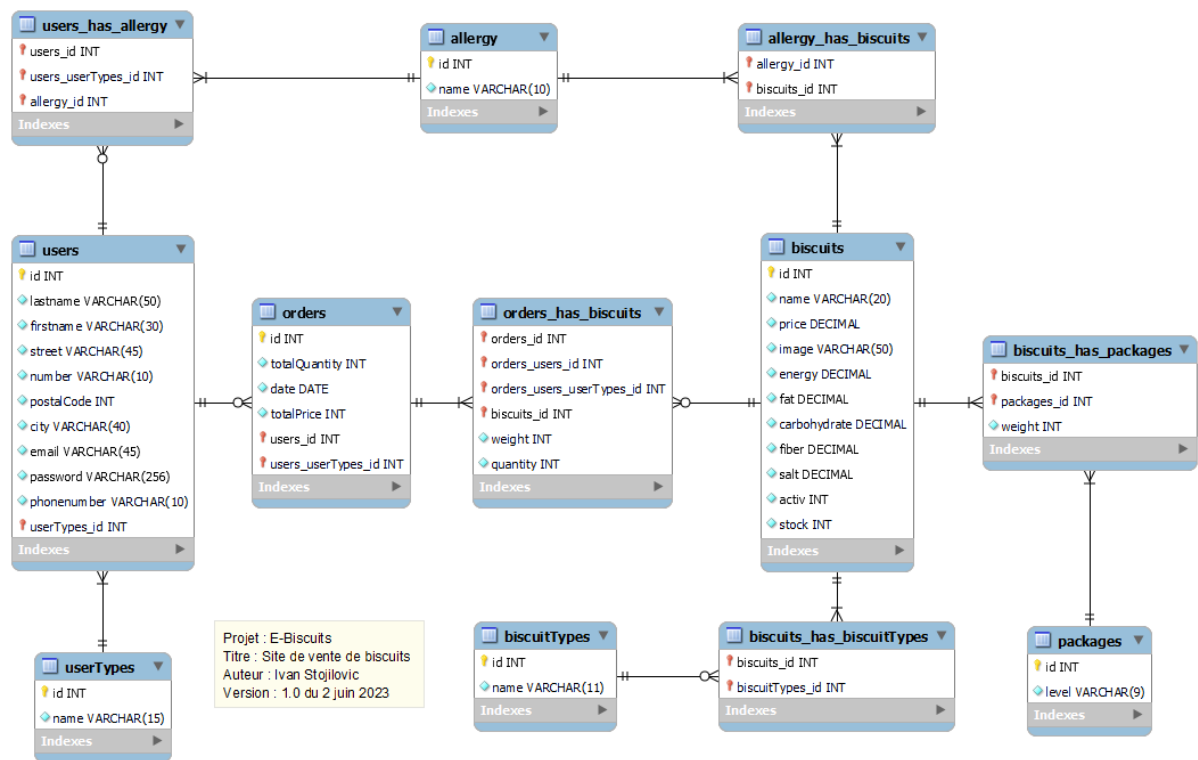 users_has_allergy
users_id INT
users_userTypes_id INT
allergy_id INT
Indexes
allergy
id INT
name VARCHAR(10)
Indexes
allergy_has_biscuits
allergy_id INT
biscuits_id INT
Indexes
users
id INT
lastname VARCHAR(50)
firstname VARCHAR(30)
street VARCHAR(45)
number VARCHAR(10)
postalCode INT
city VARCHAR(40)
email VARCHAR(45)
password VARCHAR(256)
phonenumber VARCHAR(10)
userTypes_id INT
Indexes
orders
id INT
totalQuantity INT
date DATE
totalPrice INT
users_id INT
users_userTypes_id INT
Indexes
orders_has_biscuits
orders_id INT
orders_users_id INT
orders_users_userTypes_id INT
biscuits_id INT
weight INT
quantity INT
Indexes
biscuits
id INT
name VARCHAR(20)
price DECIMAL
image VARCHAR(50)
energy DECIMAL
fat DECIMAL
carbohydrate DECIMAL
fiber DECIMAL
salt DECIMAL
activ INT
stock INT
Indexes
biscuits_has_packages
biscuits_id INT
packages_id INT
weight INT
Indexes
userTypes
id INT
name VARCHAR(15)
Indexes
Projet : E-Biscuits
Titre : Site de vente de biscuits
Auteur : Ivan Stojilovic
Version : 1.0 du 2 juin 2023
biscuitTypes
id INT
name VARCHAR(11)
Indexes
biscuits_has_biscuitTypes
biscuits_id INT
biscuitTypes_id INT
Indexes
packages
id INT
level VARCHAR(9)
Indexes